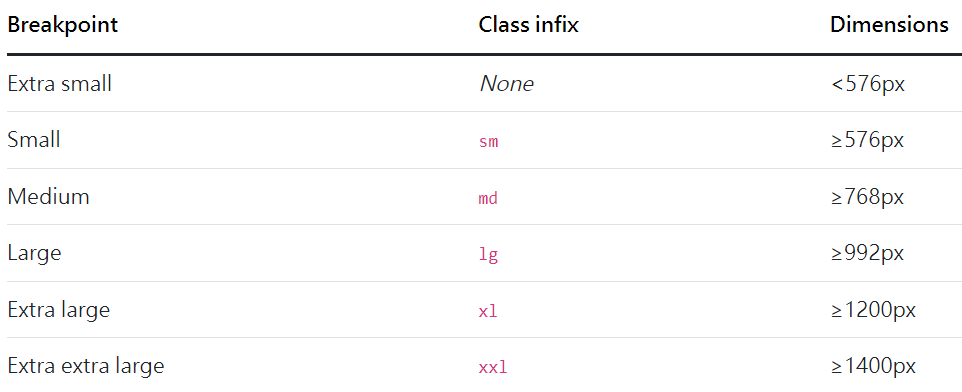 Breakpoint Class infix Dimensions
Extra small None <576px
Small sm ≥576px
Medium md ≥768px
Large lg ≥992px
Extra large xl ≥1200px
Extra extra large xxl ≥1400px